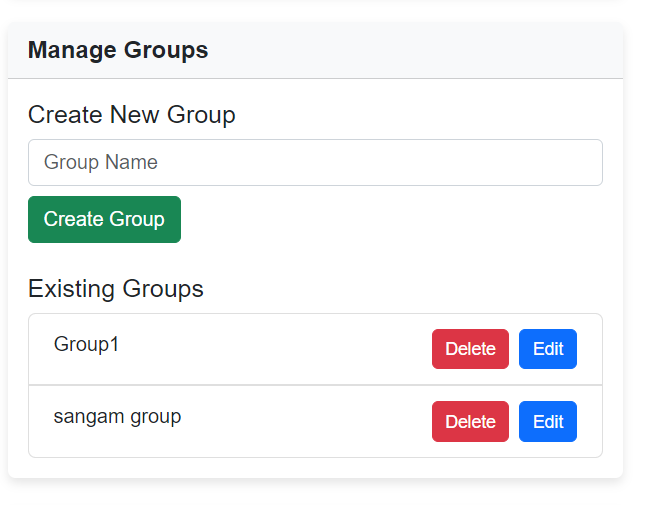 Manage Groups
Create New Group
Group Name
Create Group
Existing Groups
Group1 Delete Edit
sangam group Delete Edit